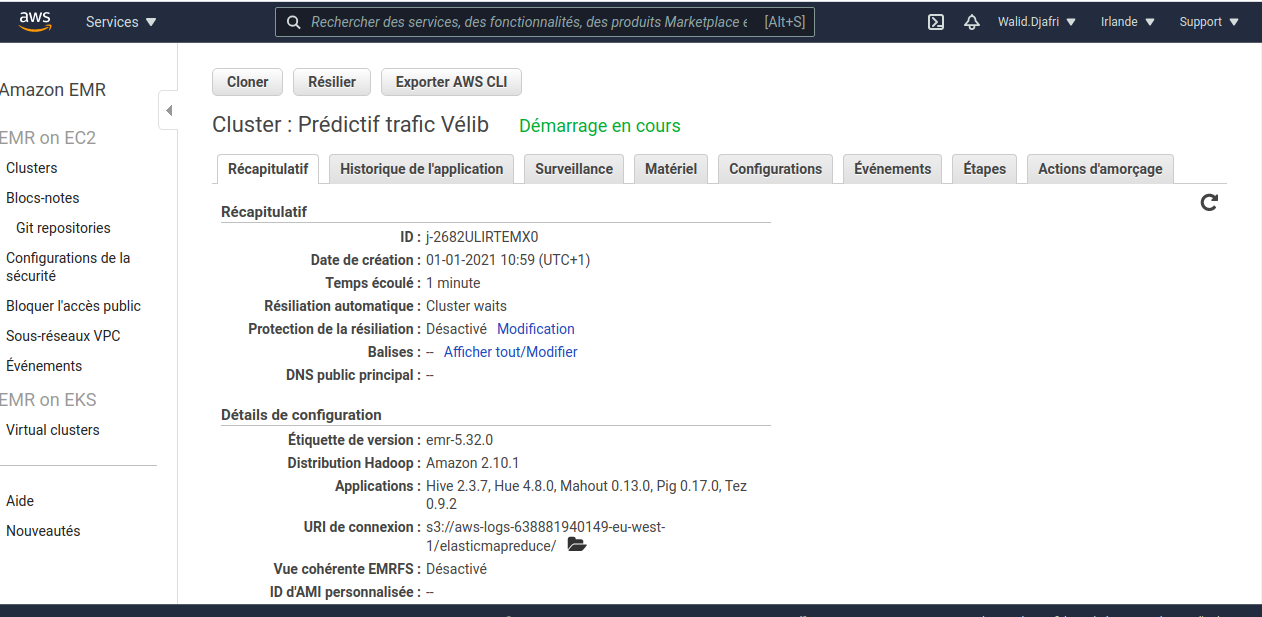 aws Services Rechercher des services, des fonctionnalités, des produits Marketplace e [Alt+S] Walid.Djafri Irlande Support
Amazon EMR
EMR on EC2
Clusters
Blocs-notes
Git repositories
Configurations de la
sécurité
Bloquer l'accès public
Sous-réseaux VPC
Événements
EMR on EKS
Virtual clusters
Aide
Nouveautés
Cloner Résilier Exporter AWS CLI
Cluster : Prédictif trafic Vélib Démarrage en cours
Récapitulatif Historique de l'application Surveillance Matériel Configurations Événements Étapes Actions d'amorçage
Récapitulatif
ID : j-2682ULIRTEMX0
Date de création : 01-01-2021 10:59 (UTC+1)
Temps écoulé : 1 minute
Résiliation automatique : Cluster waits
Protection de la résiliation : Désactivé Modification
Balises : -- Afficher tout/Modifier
DNS public principal : --
Détails de configuration
Étiquette de version : emr-5.32.0
Distribution Hadoop : Amazon 2.10.1
Applications : Hive 2.3.7, Hue 4.8.0, Mahout 0.13.0, Pig 0.17.0, Tez
0.9.2
URI de connexion : s3://aws-logs-638881940149-eu-west-
1/elasticmapreduce/
Vue cohérente EMRFS : Désactivé
ID d'AMI personnalisée : --